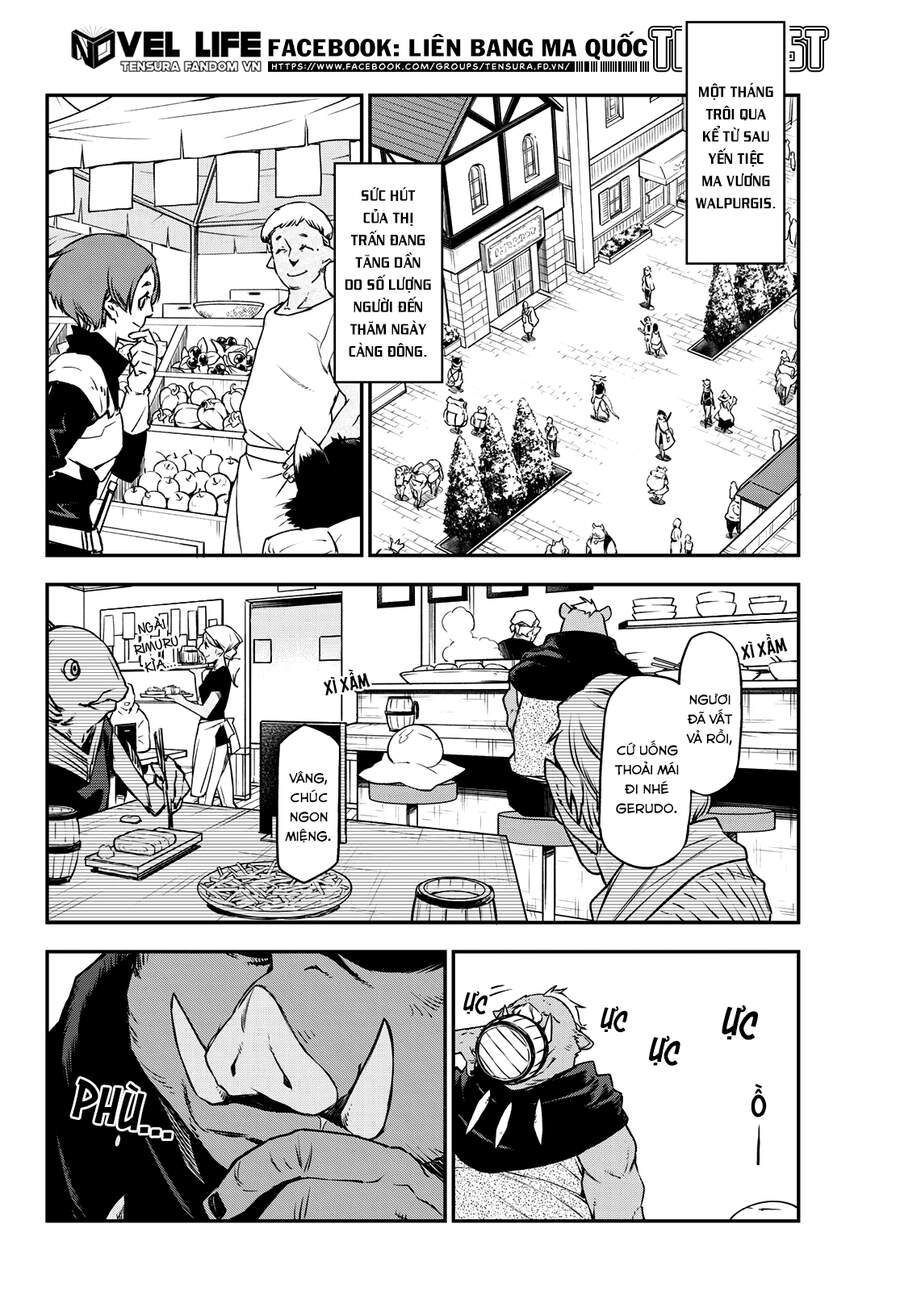 NOVEL LIFE
TENSURA FANDOM VN
FACEBOOK: LIÊN BANG MA QUỐC
HTTPS://WWW.FACEBOOK.COM/GROUPS/TENSURA.FD.VN/
MỘT THÁNG
TRÔI QUA
KỂ TỪ SAU
YẾN TIỆC
MA VƯƠNG
WALPURGIS.
SỨC HÚT
CỦA THỊ
TRẤN ĐANG
TĂNG DẦN
DO SỐ LƯỢNG
NGƯỜI ĐẾN
THĂM NGÀY
CÀNG ĐÔNG.
XÌ XẦM
NGƯƠI
ĐÃ VẤT
VẢ RỒI,
CỨ UỐNG
THOẢI MÁI
ĐI NHÉ
GERUDO.
XÌ XẦM
VÂNG,
CHÚC
NGON
MIỆNG.
NGÀI
RIMURU
KÌA...
Ồ
ỰC
ỰC
ỰC
ỰC
PHÙ...